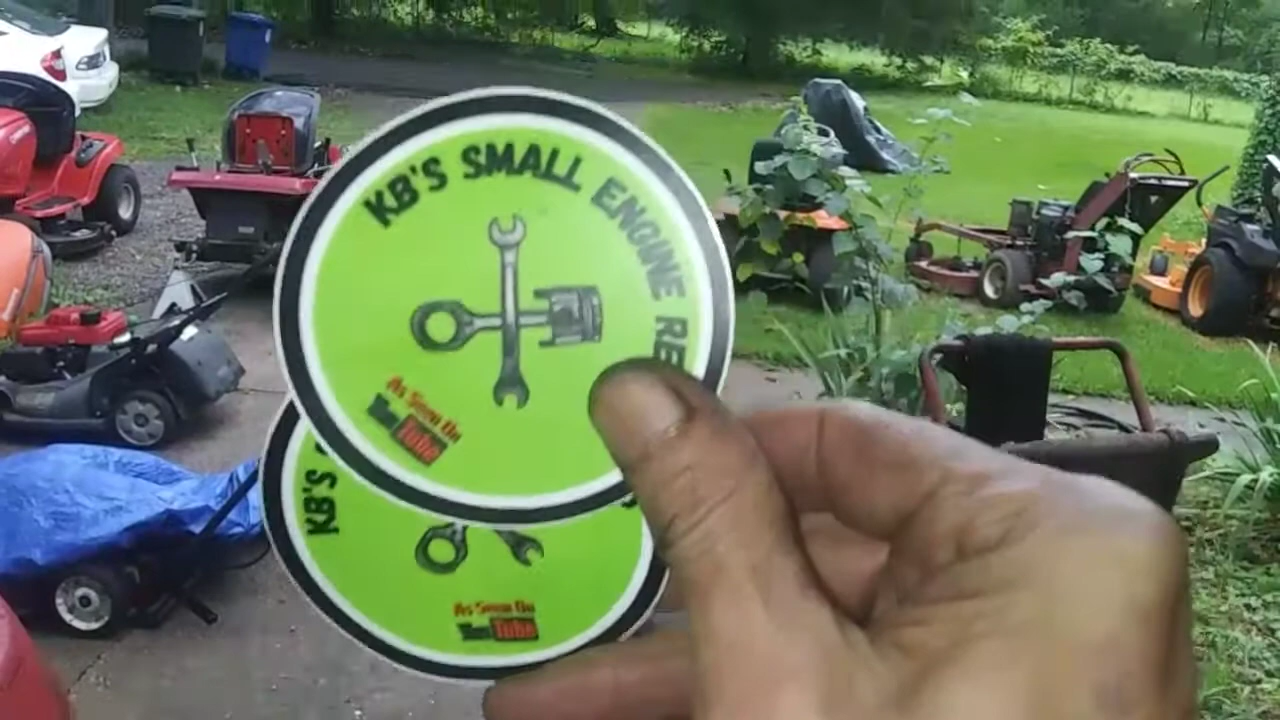 KB'S SMALL ENGINE RE
As Seen On
YouTube
KB'S
As Seen On
YouTube